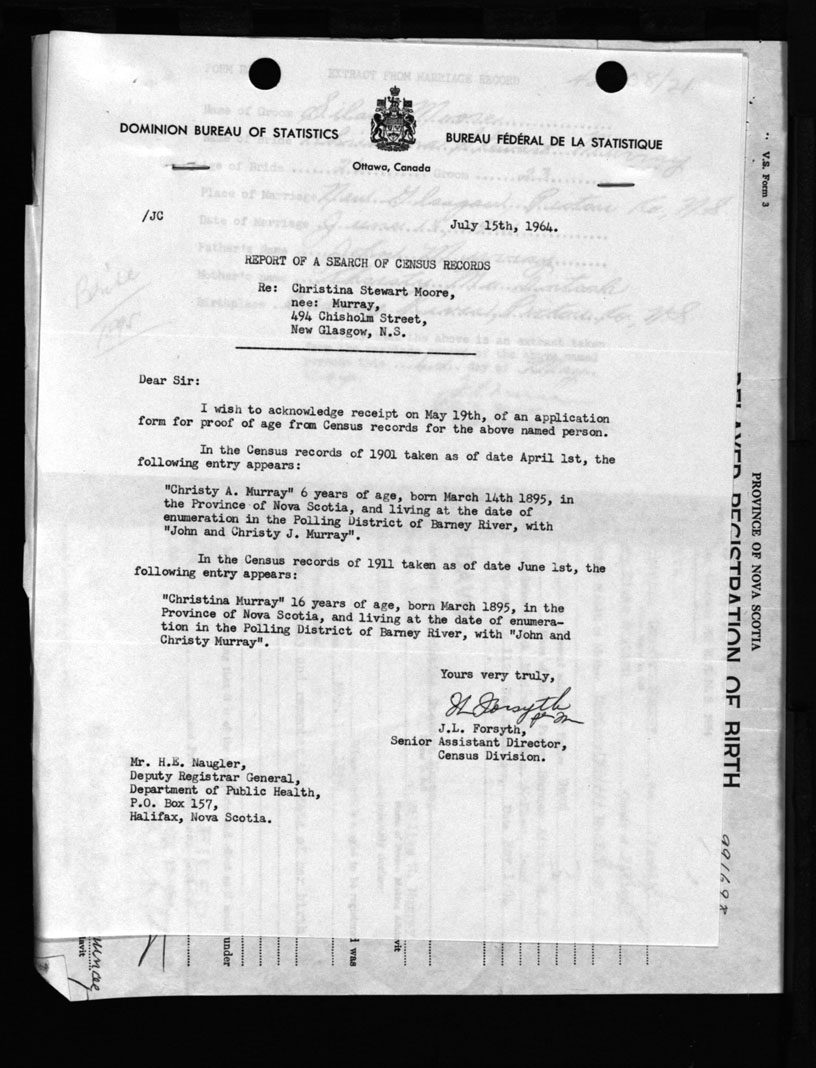 EXTRACT FROM MARRIAGE RECORD
DOMINION BUREAU OF STATISTICS
BUREAU FÉDÉRAL DE LA STATISTIQUE
Ottawa, Canada
/JC
July 15th, 1964.
REPORT OF A SEARCH OF CENSUS RECORDS
Re: Christina Stewart Moore,
nee: Murray,
494 Chisholm Street,
New Glasgow, N.S.
Dear Sir:
I wish to acknowledge receipt on May 19th, of an application
form for proof of age from Census records for the above named person.
In the Census records of 1901 taken as of date April 1st, the
following entry appears:
"Christy A. Murray" 6 years of age, born March 14th 1895, in
the Province of Nova Scotia, and living at the date of
enumeration in the Polling District of Barney River, with
"John and Christy J. Murray".
In the Census records of 1911 taken as of date June 1st, the
following entry appears:
"Christina Murray" 16 years of age, born March 1895, in the
Province of Nova Scotia, and living at the date of enumera-
tion in the Polling District of Barney River, with "John and
Christy Murray".
Yours very truly,
JL Forsyth
J.L. Forsyth,
Senior Assistant Director,
Census Division.
Mr. H.E. Naugler,
Deputy Registrar General,
Department of Public Health,
P.O. Box 157,
Halifax, Nova Scotia.
V.S. Form 3
PROVINCE OF NOVA SCOTIA
DELAYED REGISTRATION OF BIRTH
991698
under
was